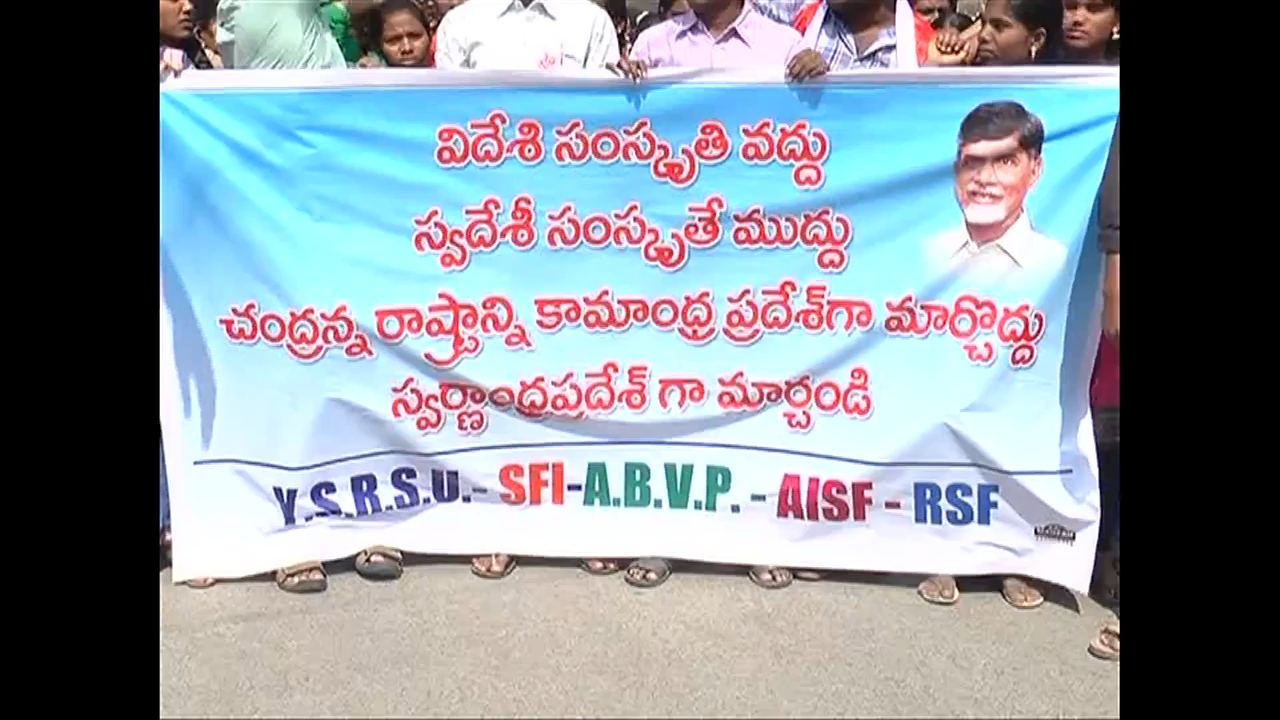 విదేశి సంస్కృతి వద్దు
స్వదేశీ సంస్కృతే ముద్దు
చంద్రన్న రాష్ట్రాన్ని కామాంధ్ర ప్రదేశ్‌గా మార్చొద్దు
స్వర్ణాంధ్రప్రదేశ్ గా మార్చండి
Y.S.R.S.U.- SFI-A.B.V.P. - AISF - RSF